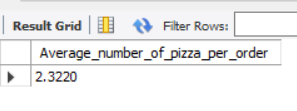 Result Grid Filter Rows:
Average_number_of_pizza_per_order
2.3220